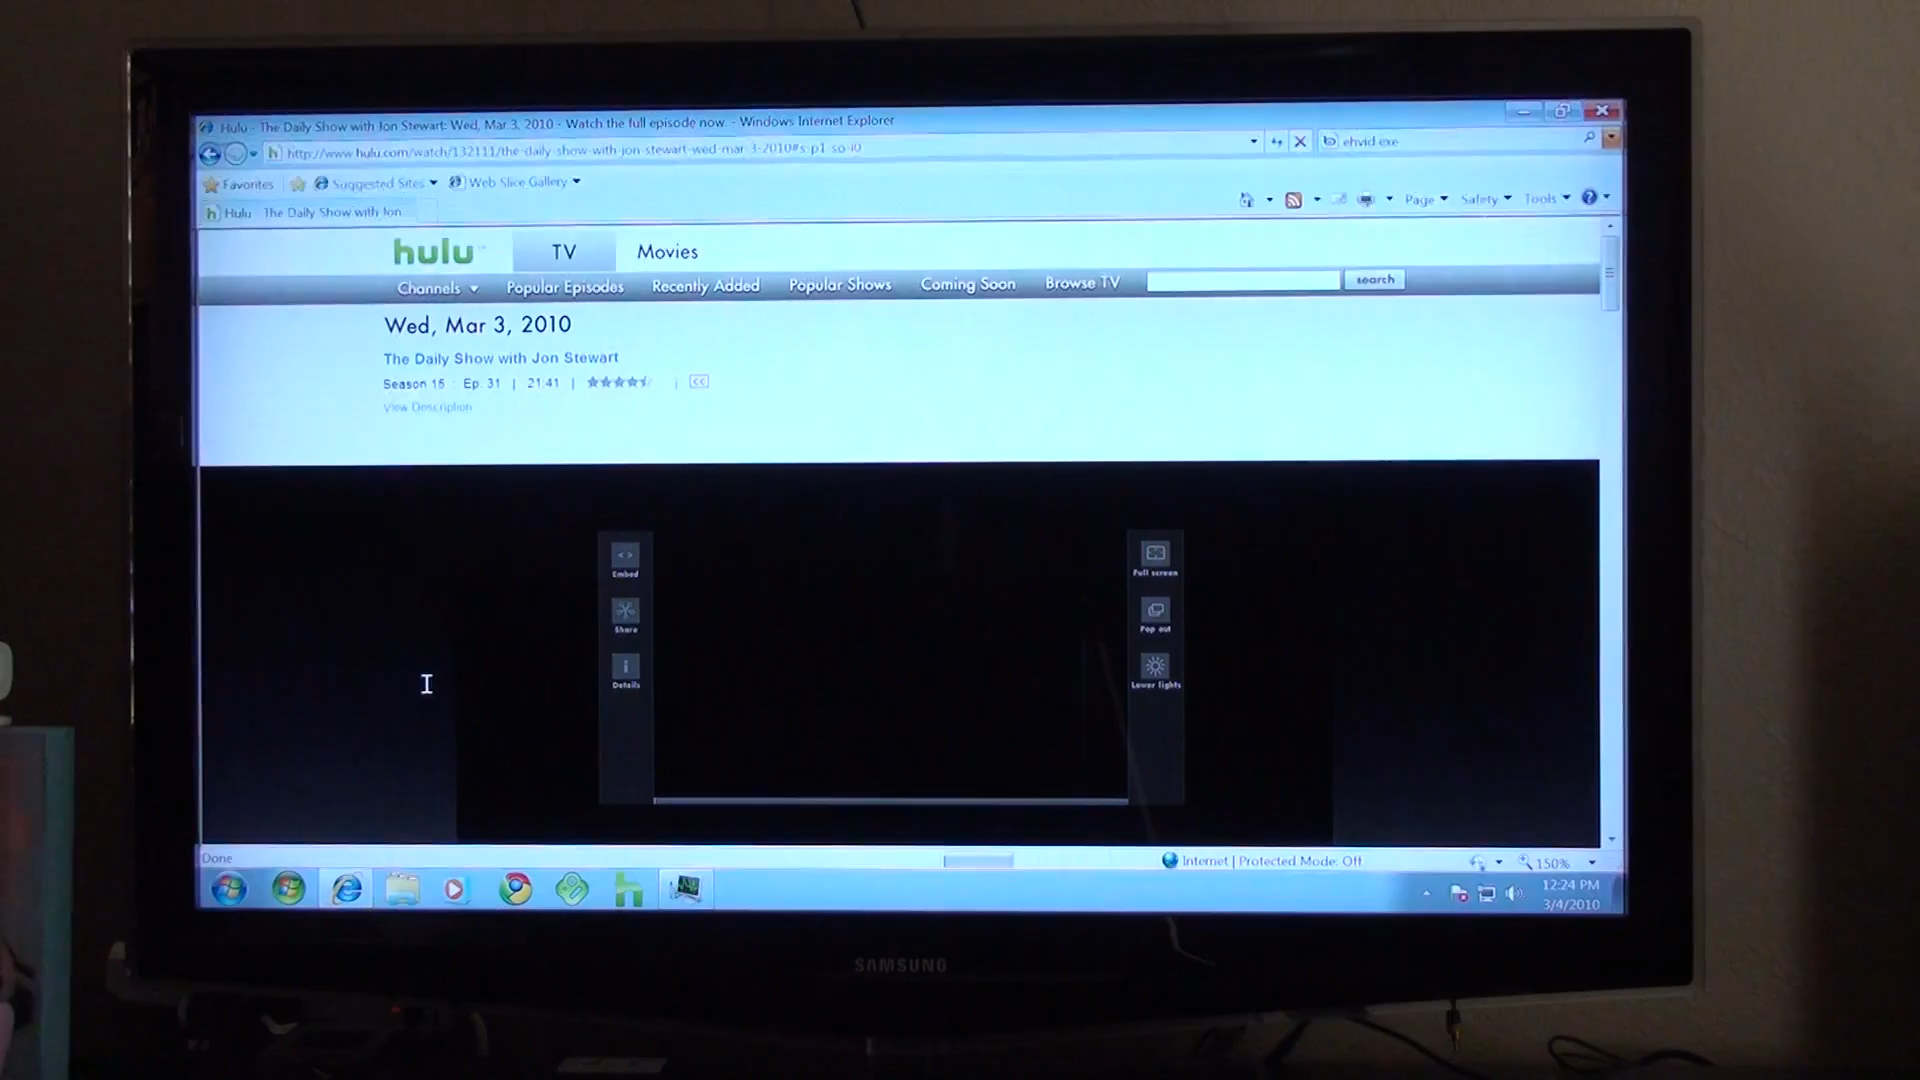 Hulu - The Daily Show with Jon Stewart: Wed, Mar 3, 2010 - Watch the full episode now. - Windows Internet Explorer
http://www.hulu.com/watch/132111/the-daily-show-with-jon-stewart-wed-mar-3-2010#s-p1-so-i0
ehvid exe
Favorites Suggested Sites Web Slice Gallery
Hulu The Daily Show with Jon
Page Safety Tools
hulu TV Movies
Channels Popular Episodes Recently Added Popular Shows Coming Soon Browse TV search
Wed, Mar 3, 2010
The Daily Show with Jon Stewart
Season 15 : Ep. 31 | 21:41 | | CC
View Description
Embed
Share
Details
Full screen
Pop out
Lower lights
Done Internet | Protected Mode: Off 150%
12:24 PM
3/4/2010
SAMSUNG